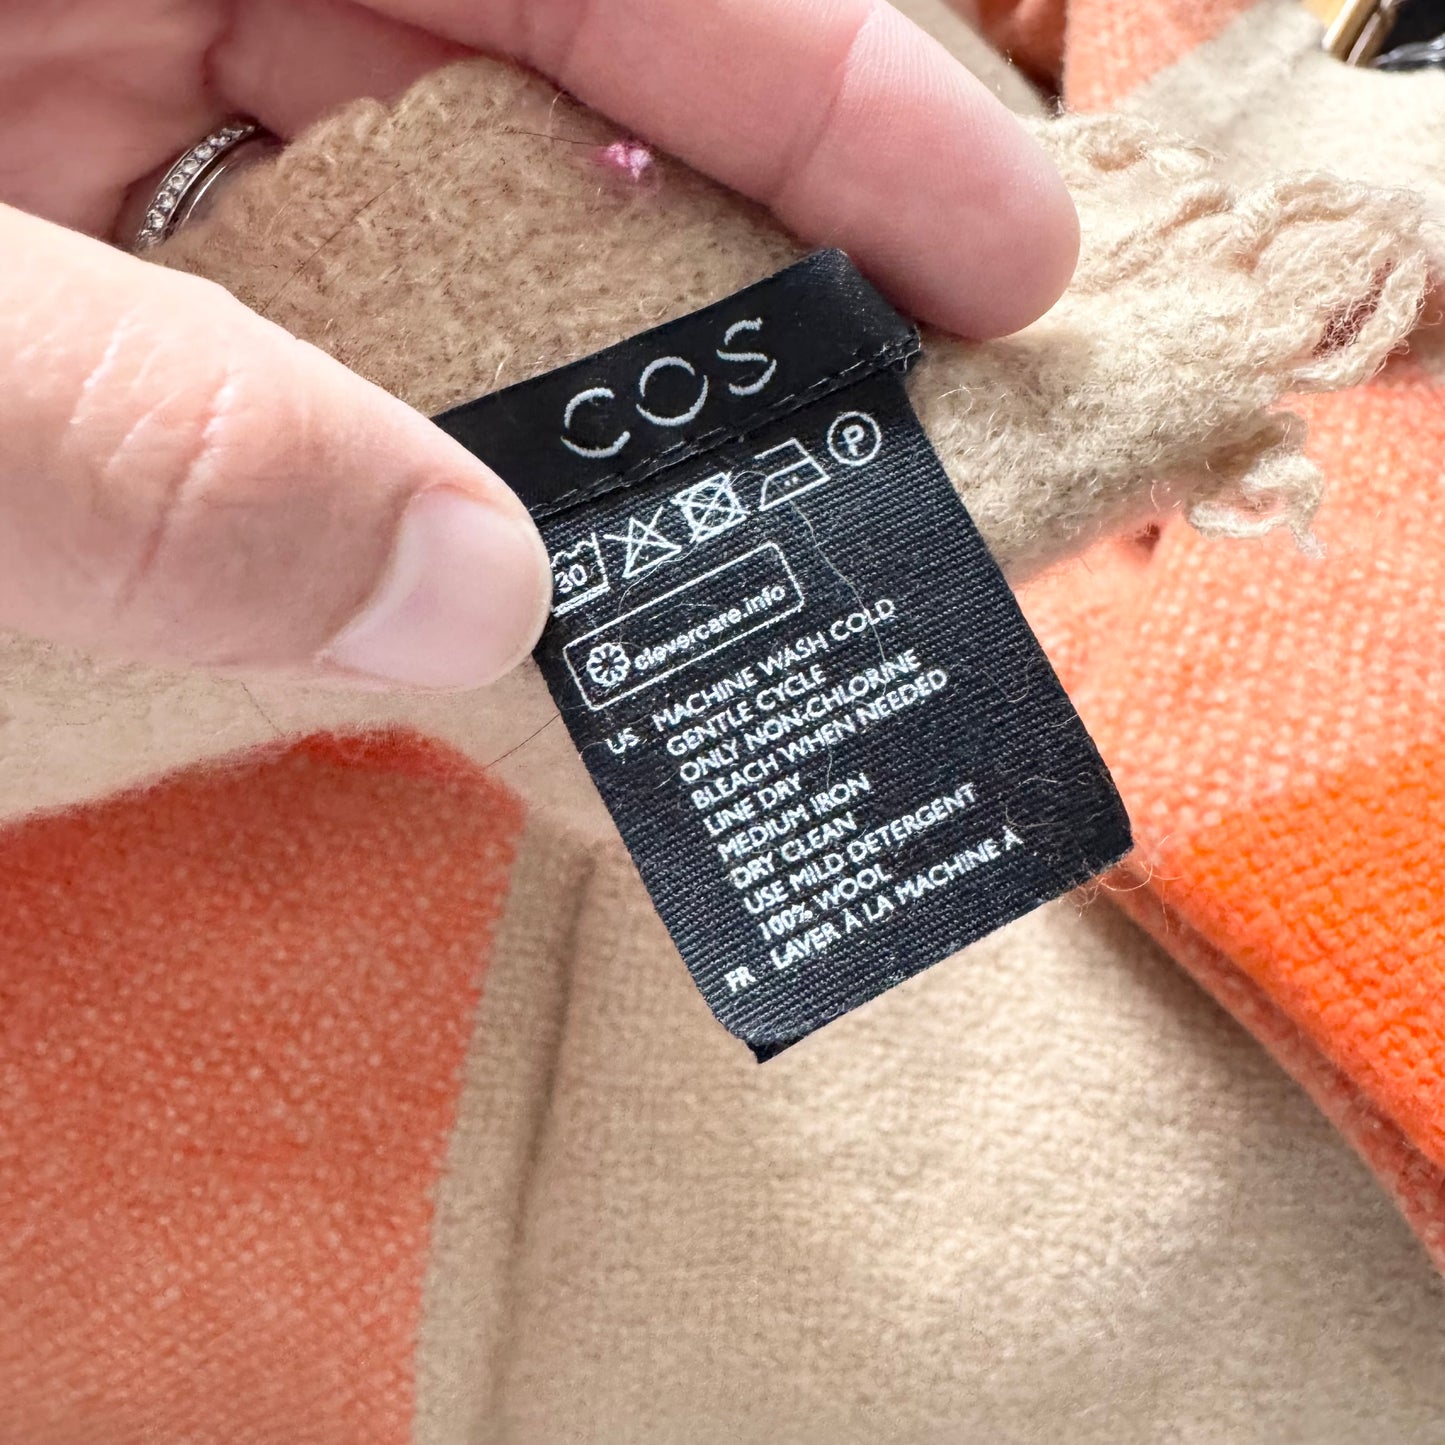 COS
30 P
clevercare.info
US MACHINE WASH COLD
GENTLE CYCLE
ONLY NON-CHLORINE
BLEACH WHEN NEEDED
LINE DRY
MEDIUM IRON
DRY CLEAN
USE MILD DETERGENT
100% WOOL
FR LAVER À LA MACHINE À